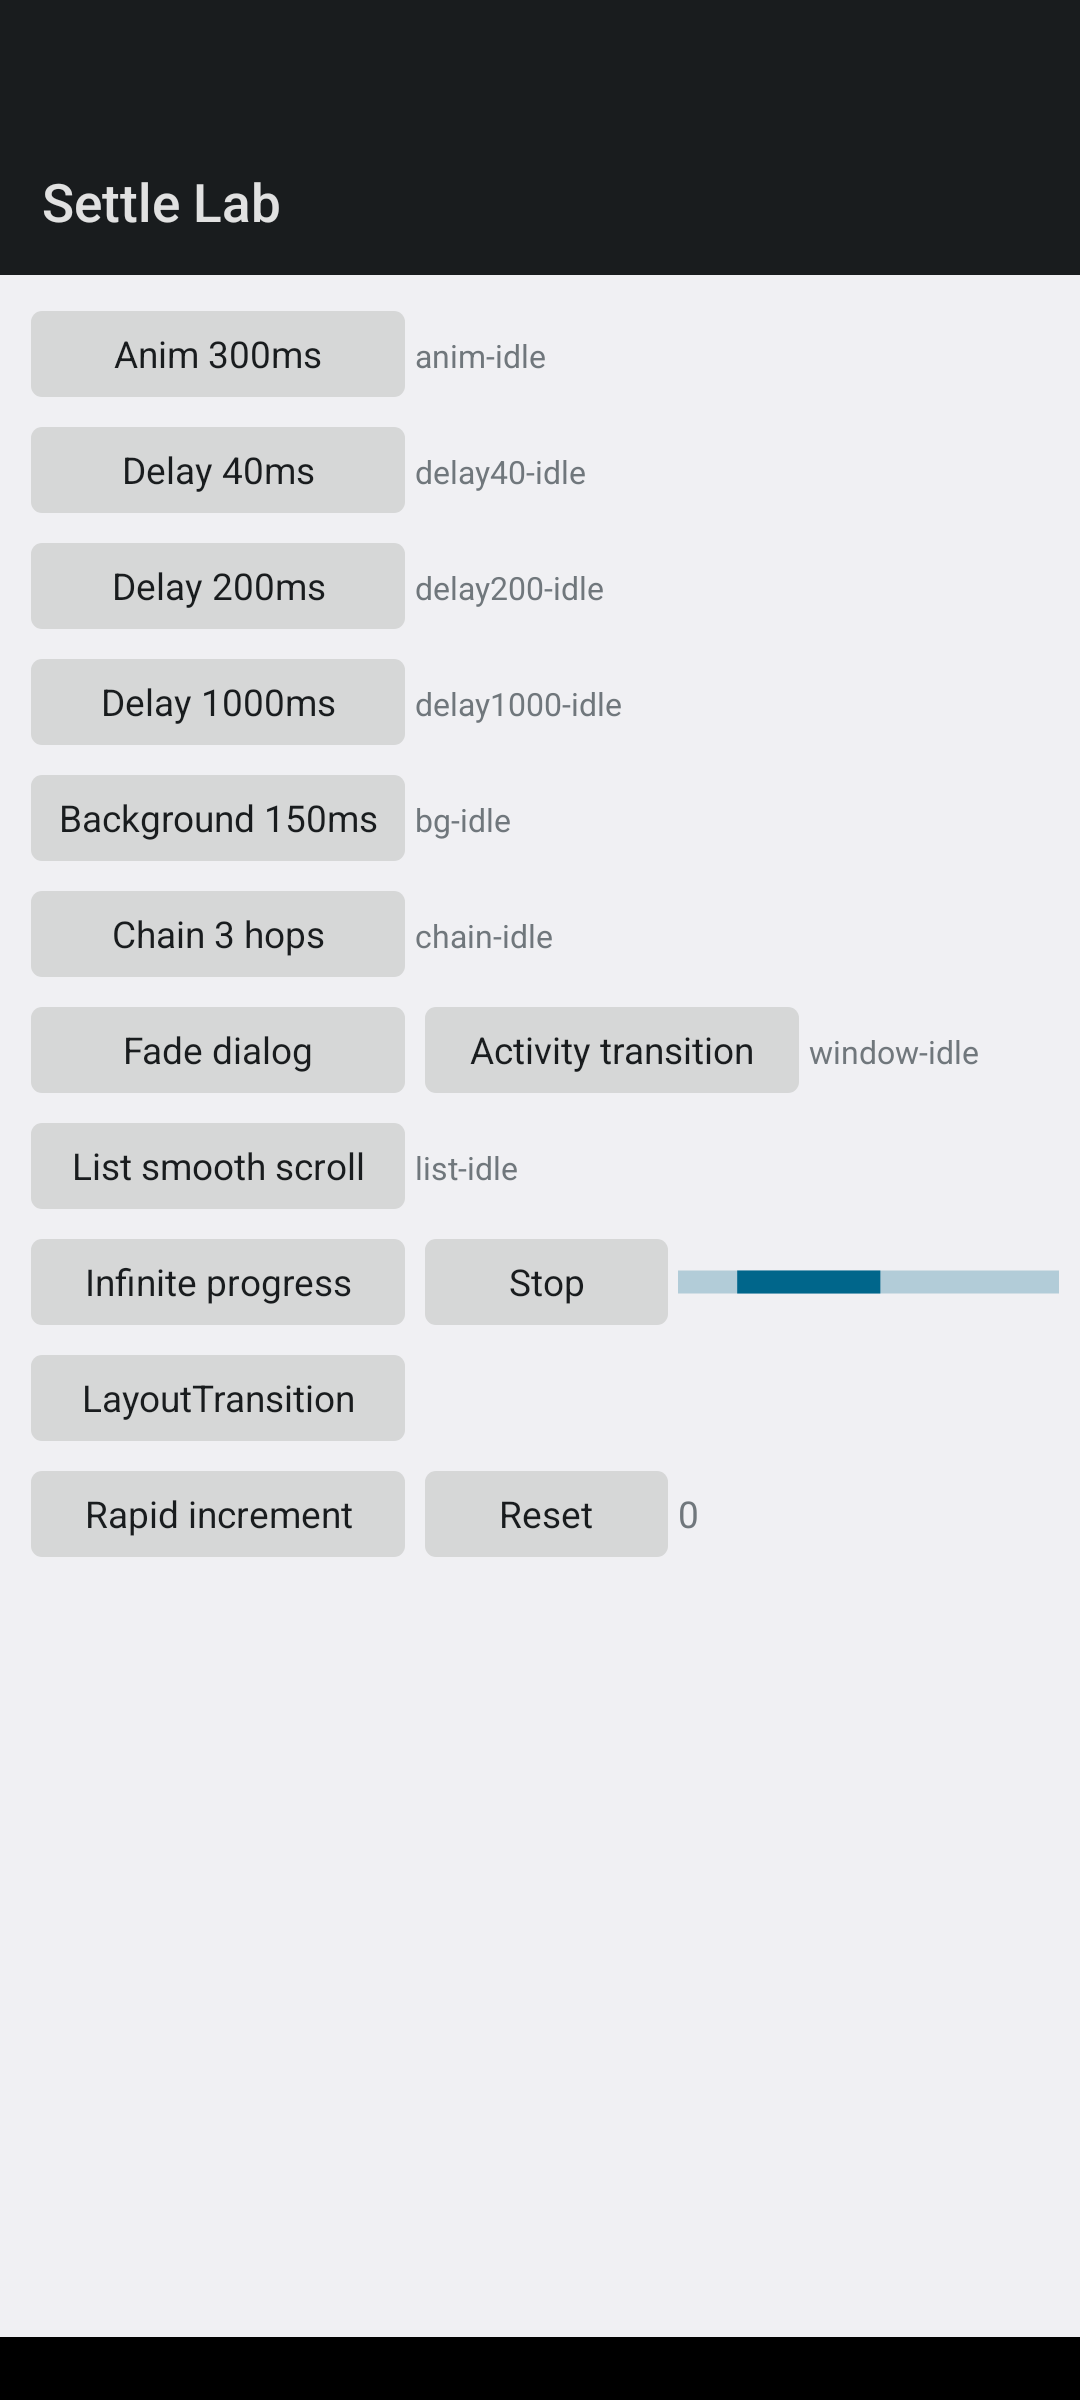 Settle Lab
Anim 300ms anim-idle
Delay 40ms delay40-idle
Delay 200ms delay200-idle
Delay 1000ms delay1000-idle
Background 150ms bg-idle
Chain 3 hops chain-idle
Fade dialog Activity transition window-idle
List smooth scroll list-idle
Infinite progress Stop
LayoutTransition
Rapid increment Reset 0